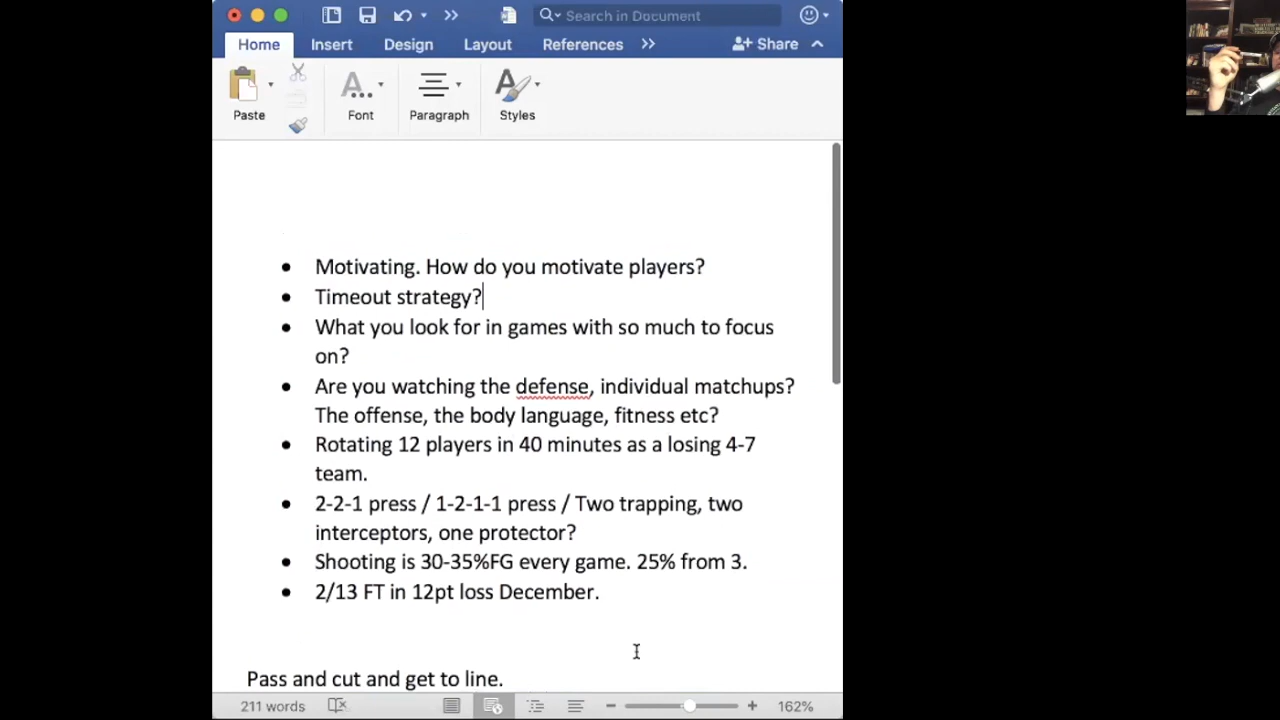 Search in Document
Home Insert Design Layout References Share
Paste Font Paragraph Styles
Motivating. How do you motivate players?
Timeout strategy?
What you look for in games with so much to focus
on?
Are you watching the defense, individual matchups?
The offense, the body language, fitness etc?
Rotating 12 players in 40 minutes as a losing 4-7
team.
2-2-1 press / 1-2-1-1 press / Two trapping, two
interceptors, one protector?
Shooting is 30-35%FG every game. 25% from 3.
2/13 FT in 12pt loss December.
Pass and cut and get to line.
211 words 162%